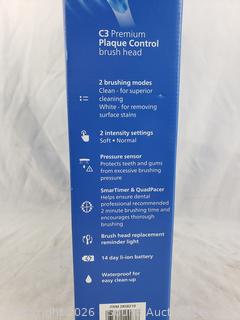 C3 Premium
Plaque Control
brush head
2 brushing modes
Clean - for superior
cleaning
White - for removing
surface stains
2 intensity settings
Soft • Normal
Pressure sensor
Protects teeth and gums
from excessive brushing
pressure
SmarTimer & QuadPacer
Helps ensure dental
professional recommended
2 minute brushing time and
encourages thorough
brushing
Brush head replacement
reminder light
14 day li-ion battery
Waterproof for
easy clean-up